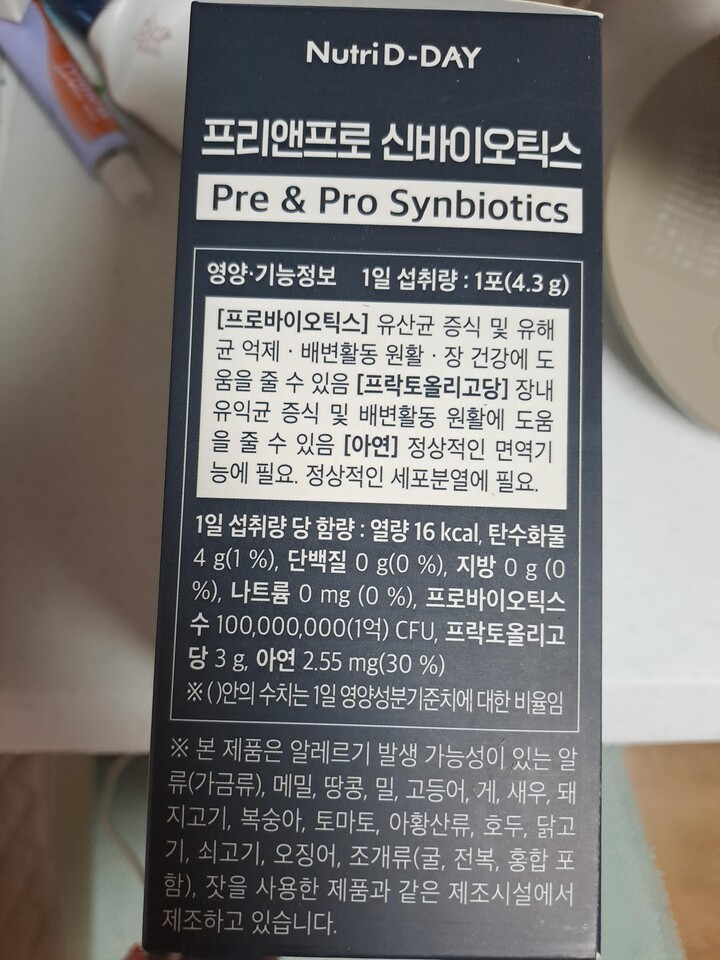 Nutri D-DAY
프리앤프로 신바이오틱스
Pre & Pro Synbiotics
영양·기능정보 1일 섭취량 : 1포(4.3 g)
[프로바이오틱스] 유산균 증식 및 유해
균 억제 · 배변활동 원활 · 장 건강에 도
움을 줄 수 있음 [프락토올리고당] 장내
유익균 증식 및 배변활동 원활에 도움
을 줄 수 있음 [아연] 정상적인 면역기
능에 필요. 정상적인 세포분열에 필요.
1일 섭취량 당 함량 : 열량 16 kcal, 탄수화물
4 g(1 %), 단백질 0 g(0 %), 지방 0 g (0
%), 나트륨 0 mg (0 %), 프로바이오틱스
수 100,000,000(1억) CFU, 프락토올리고
당 3 g, 아연 2.55 mg(30 %)
※ ( )안의 수치는 1일 영양성분기준치에 대한 비율임
※ 본 제품은 알레르기 발생 가능성이 있는 알
류(가금류), 메밀, 땅콩, 밀, 고등어, 게, 새우, 돼
지고기, 복숭아, 토마토, 아황산류, 호두, 닭고
기, 쇠고기, 오징어, 조개류(굴, 전복, 홍합 포
함), 잣을 사용한 제품과 같은 제조시설에서
제조하고 있습니다.